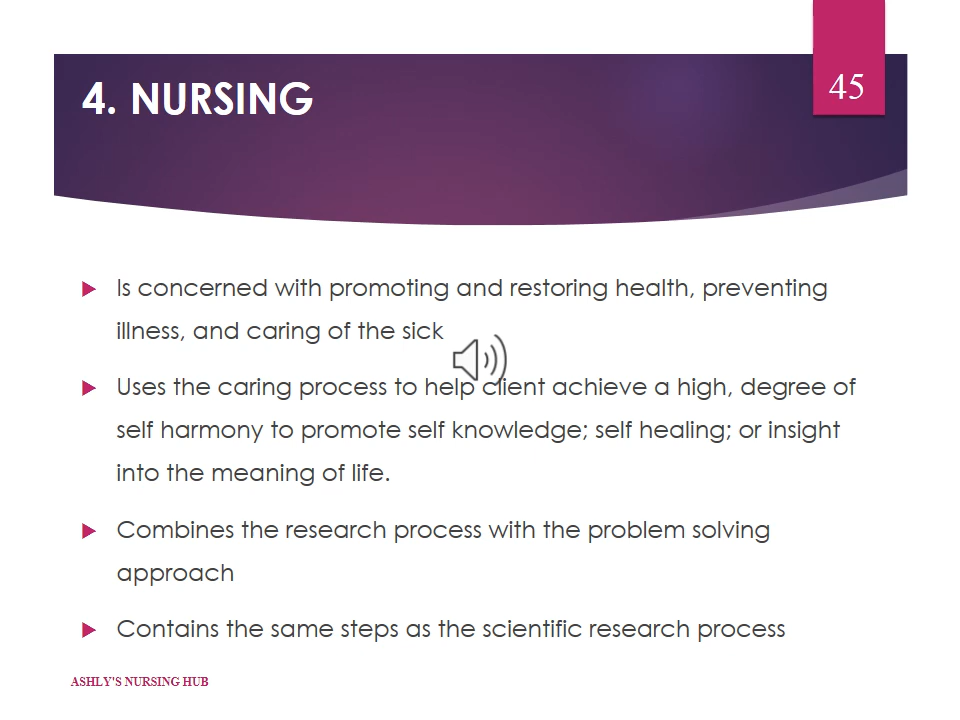 4. NURSING
45
Is concerned with promoting and restoring health, preventing
illness, and caring of the sick
Uses the caring process to help client achieve a high, degree of
self harmony to promote self knowledge; self healing; or insight
into the meaning of life.
Combines the research process with the problem solving
approach
Contains the same steps as the scientific research process
ASHLY'S NURSING HUB